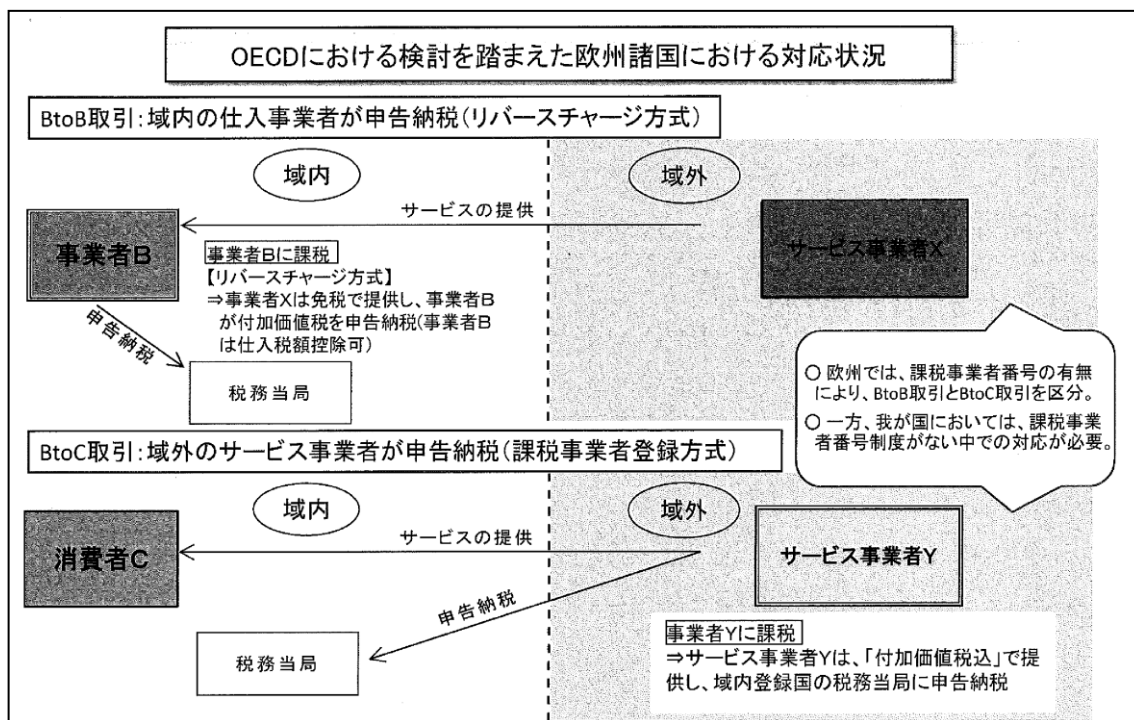 OECDにおける検討を踏まえた欧州諸国における対応状況
BtoB取引:域内の仕入事業者が申告納税(リバースチャージ方式)
域内
域外
サービスの提供
事業者B
サービス事業者X
事業者Bに課税
【リバースチャージ方式】
⇒事業者Xは免税で提供し、事業者B
が付加価値税を申告納税(事業者B
は仕入税額控除可)
申告納税
税務当局
○ 欧州では、課税事業者番号の有無
により、BtoB取引とBtoC取引を区分。
○ 一方、我が国においては、課税事業
者番号制度がない中での対応が必要。
BtoC取引:域外のサービス事業者が申告納税(課税事業者登録方式)
域内
域外
サービスの提供
消費者C
サービス事業者Y
申告納税
税務当局
事業者Yに課税
⇒サービス事業者Yは、「付加価値税込」で提
供し、域内登録国の税務当局に申告納税